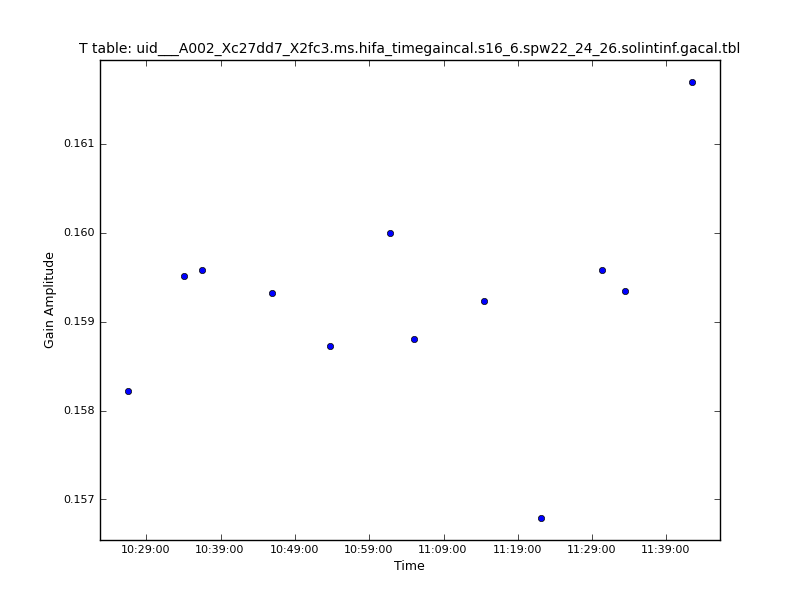 T table: uid___A002_Xc27dd7_X2fc3.ms.hifa_timegaincal.s16_6.spw22_24_26.solintinf.gacal.tbl
0.161
0.160
0.159
0.158
0.157
Gain Amplitude
10:29:00 10:39:00 10:49:00 10:59:00 11:09:00 11:19:00 11:29:00 11:39:00
Time